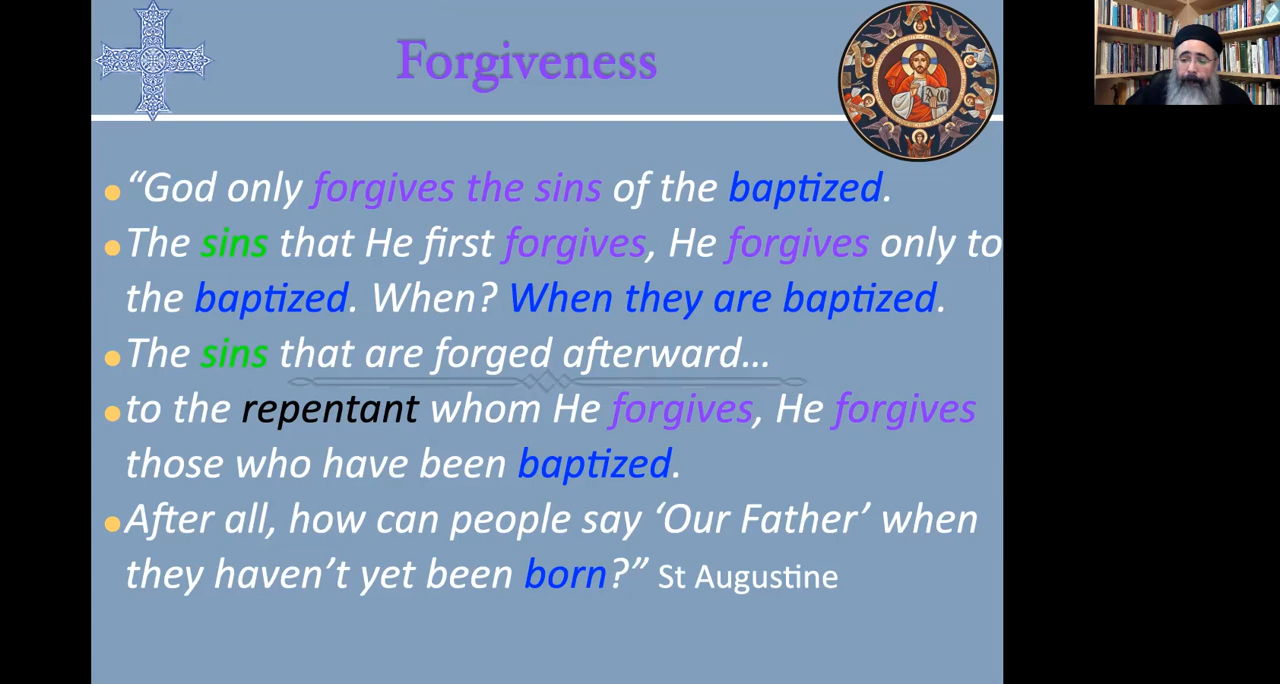 Forgiveness
“God only forgives the sins of the baptized.
The sins that He first forgives, He forgives only to
the baptized. When? When they are baptized.
The sins that are forged afterward…
to the repentant whom He forgives, He forgives
those who have been baptized.
After all, how can people say ‘Our Father’ when
they haven’t yet been born?” St Augustine